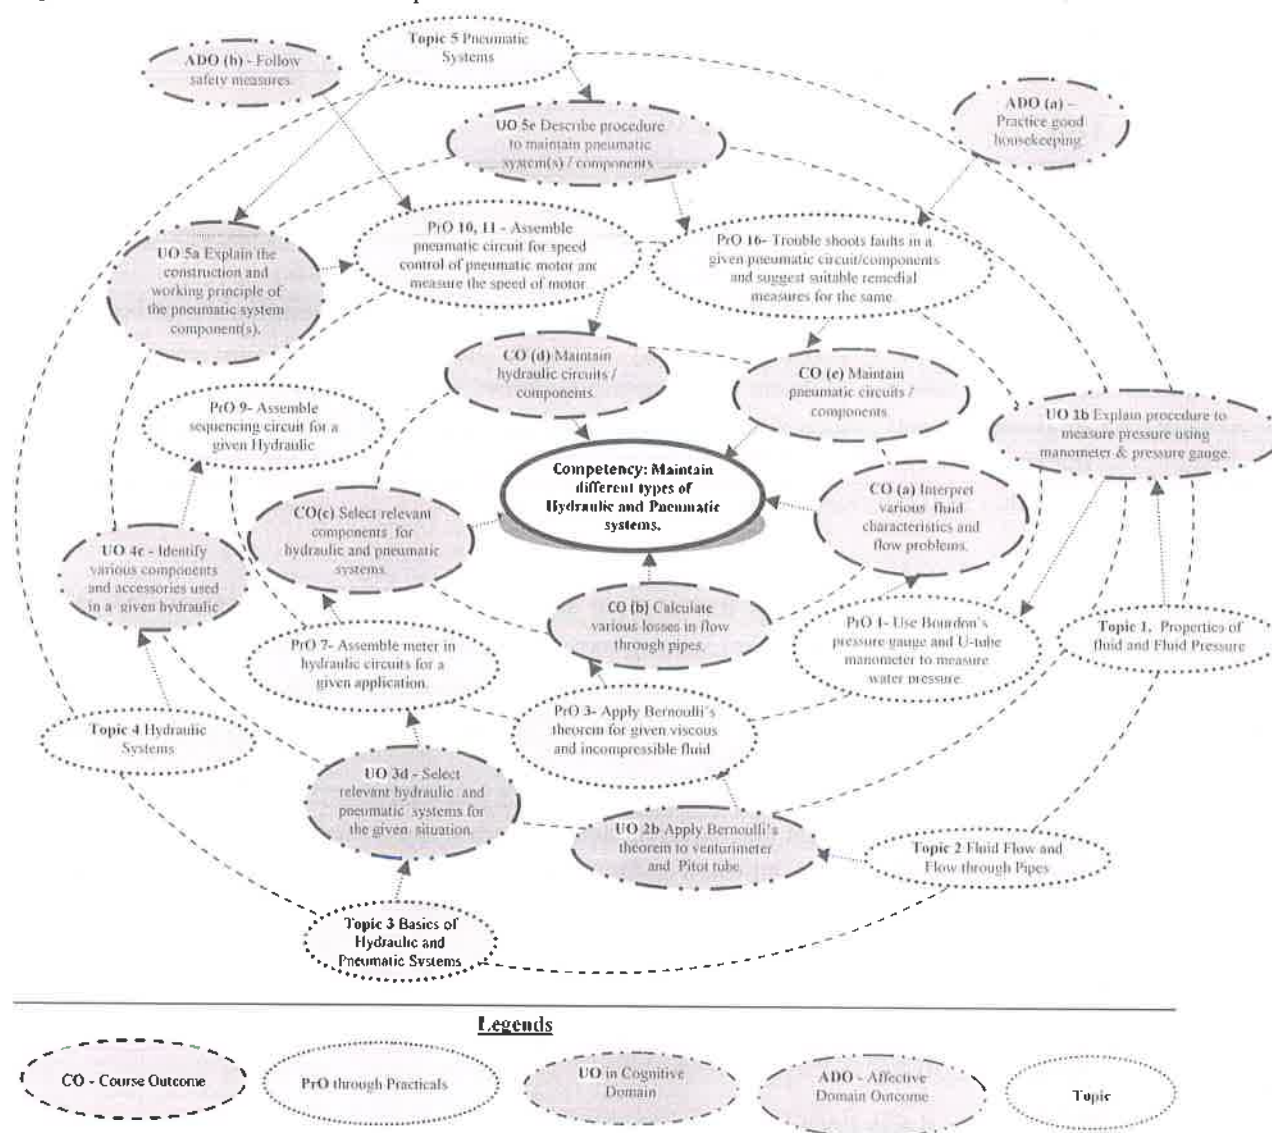 Topic 5 Pneumatic
Systems
ADO (b) - Follow
safety measures.
ADO (a) –
Practice good
housekeeping
UO 5e Describe procedure
to maintain pneumatic
system(s) / components
UO 5a Explain the
construction and
working principle of
the pneumatic system
component(s).
PrO 10, 11 - Assemble
pneumatic circuit for speed
control of pneumatic motor and
measure the speed of motor
PrO 16- Trouble shoots faults in a
given pneumatic circuit/components
and suggest suitable remedial
measures for the same.
CO (d) Maintain
hydraulic circuits /
components.
CO (e) Maintain
pneumatic circuits /
components.
PrO 9- Assemble
sequencing circuit for a
given Hydraulic
UO 1b Explain procedure to
measure pressure using
manometer & pressure gauge.
Competency: Maintain
different types of
Hydraulic and Pneumatic
systems.
CO(c) Select relevant
components for
hydraulic and pneumatic
systems.
CO (a) Interpret
various fluid
characteristics and
flow problems.
UO 4c - Identify
various components
and accessories used
in a given hydraulic
CO (b) Calculate
various losses in flow
through pipes.
PrO 1- Use Bourdon's
pressure gauge and U-tube
manometer to measure
water pressure.
Topic 1. Properties of
fluid and Fluid Pressure
PrO 7- Assemble meter in
hydraulic circuits for a
given application.
PrO 3- Apply Bernoulli's
theorem for given viscous
and incompressible fluid
Topic 4 Hydraulic
Systems
UO 3d - Select
relevant hydraulic and
pneumatic systems for
the given situation.
UO 2b Apply Bernoulli's
theorem to venturimeter
and Pitot tube.
Topic 2 Fluid Flow and
Flow through Pipes
Topic 3 Basics of
Hydraulic and
Pneumatic Systems
Legends
CO - Course Outcome
PrO through Practicals
UO in Cognitive
Domain
ADO - Affective
Domain Outcome
Topic